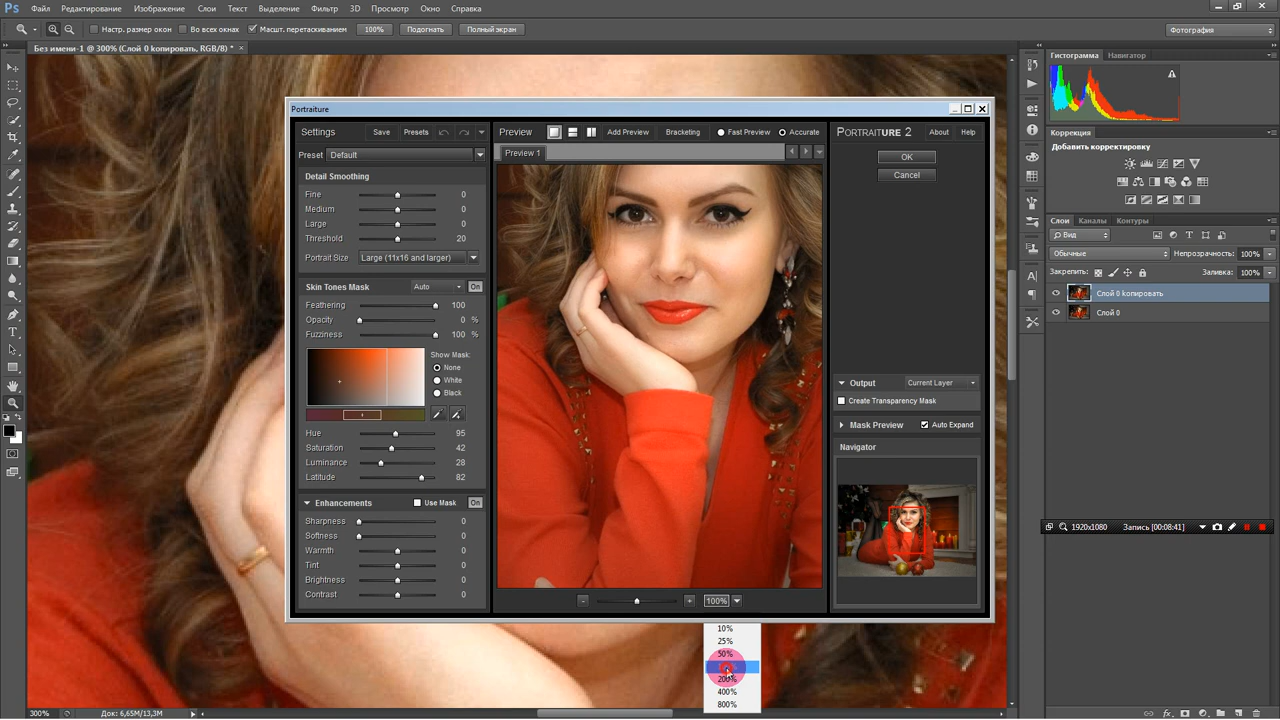 Ps Файл Редактирование Изображение Слои Текст Выделение Фильтр 3D Просмотр Окно Справка
Настр. размер окон Во всех окнах Масшт. перетаскиванием 100% Подогнать Полный экран Фотография
Без имени-1 @ 300% (Слой 0 копировать, RGB/8) * ×
Гистограмма Навигатор
Portraiture
Settings Save Presets
Preview Add Preview Bracketing Fast Preview Accurate
PORTRAITURE 2 About Help
Preset Default
Preview 1
OK
Cancel
Detail Smoothing
Fine 0
Medium 0
Large 0
Threshold 20
Portrait Size Large (11x16 and larger)
Skin Tones Mask Auto On
Feathering 100
Opacity 0 %
Fuzziness 100 %
Show Mask:
None
White
Black
Hue 95
Saturation 42
Luminance 28
Latitude 82
Enhancements Use Mask On
Sharpness 0
Softness 0
Warmth 0
Tint 0
Brightness 0
Contrast 0
- + 100%
10%
25%
50%
200%
400%
800%
Output Current Layer
Create Transparency Mask
Mask Preview Auto Expand
Navigator
Коррекция
Добавить корректировку
Слои Каналы Контуры
Вид
Обычные Непрозрачность: 100%
Закрепить: Заливка: 100%
Слой 0 копировать
Слой 0
1920x1080 Запись [00:08:41]
300% Док: 6,65M/13,3M